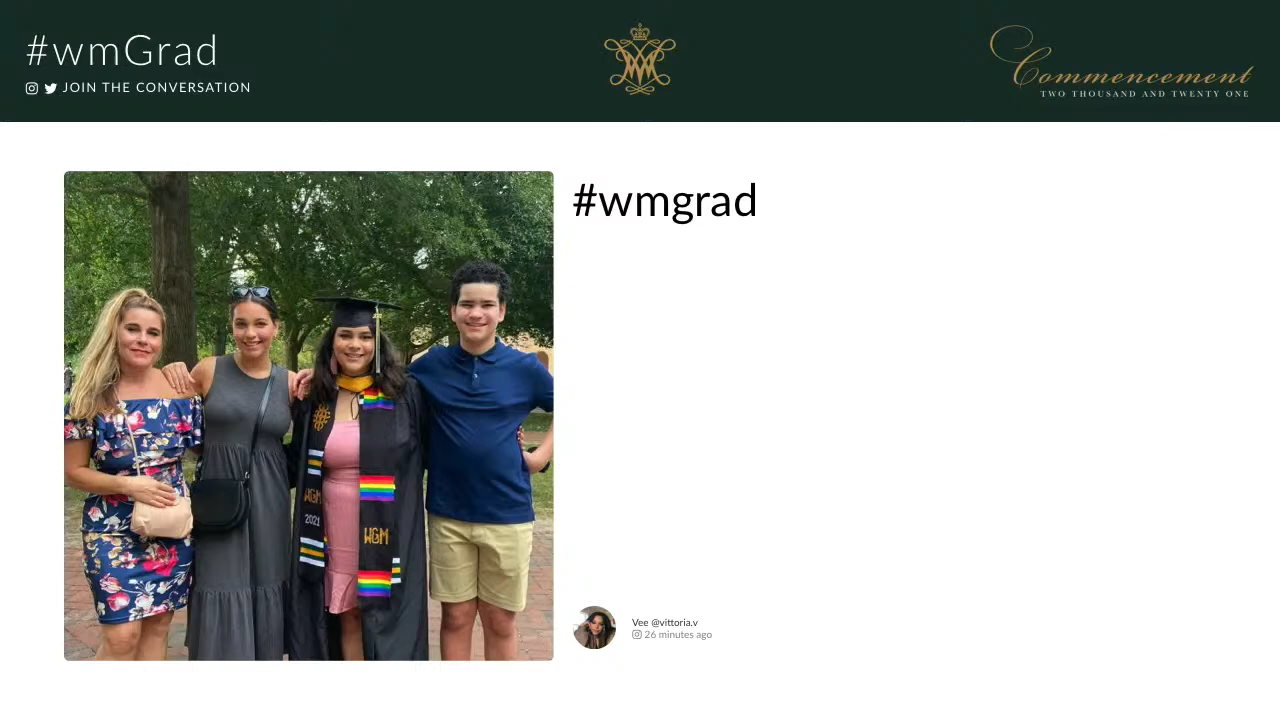 #wmGrad
JOIN THE CONVERSATION
Commencement
TWO THOUSAND AND TWENTY ONE
#wmgrad
W&M
2021
W&M
Vee @vittoria.v
26 minutes ago